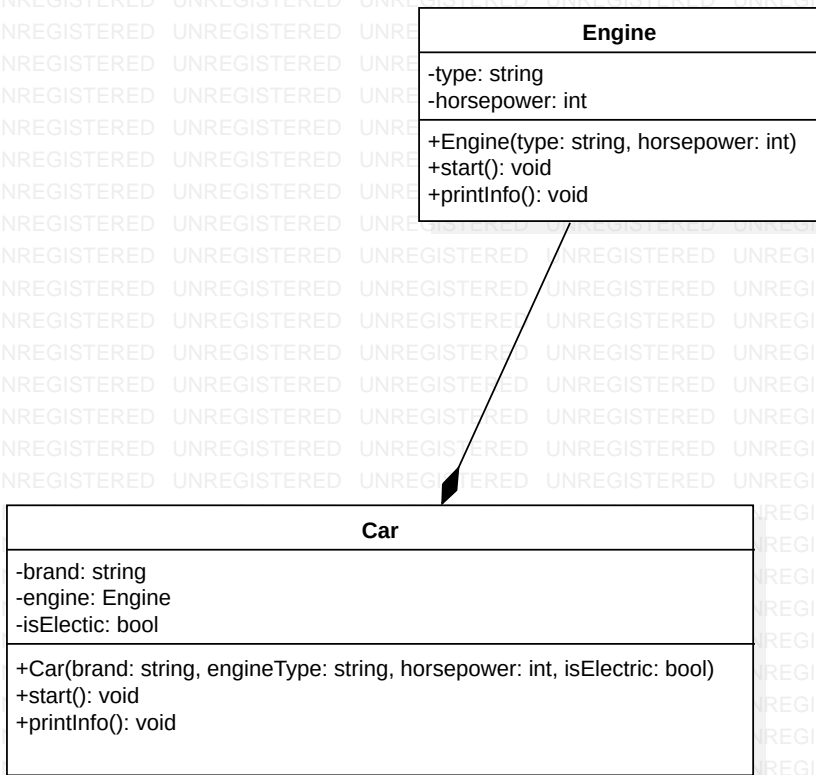 Engine
-type: string
-horsepower: int
+Engine(type: string, horsepower: int)
+start(): void
+printInfo(): void
Car
-brand: string
-engine: Engine
-isElectic: bool
+Car(brand: string, engineType: string, horsepower: int, isElectric: bool)
+start(): void
+printInfo(): void
UNREGISTERED